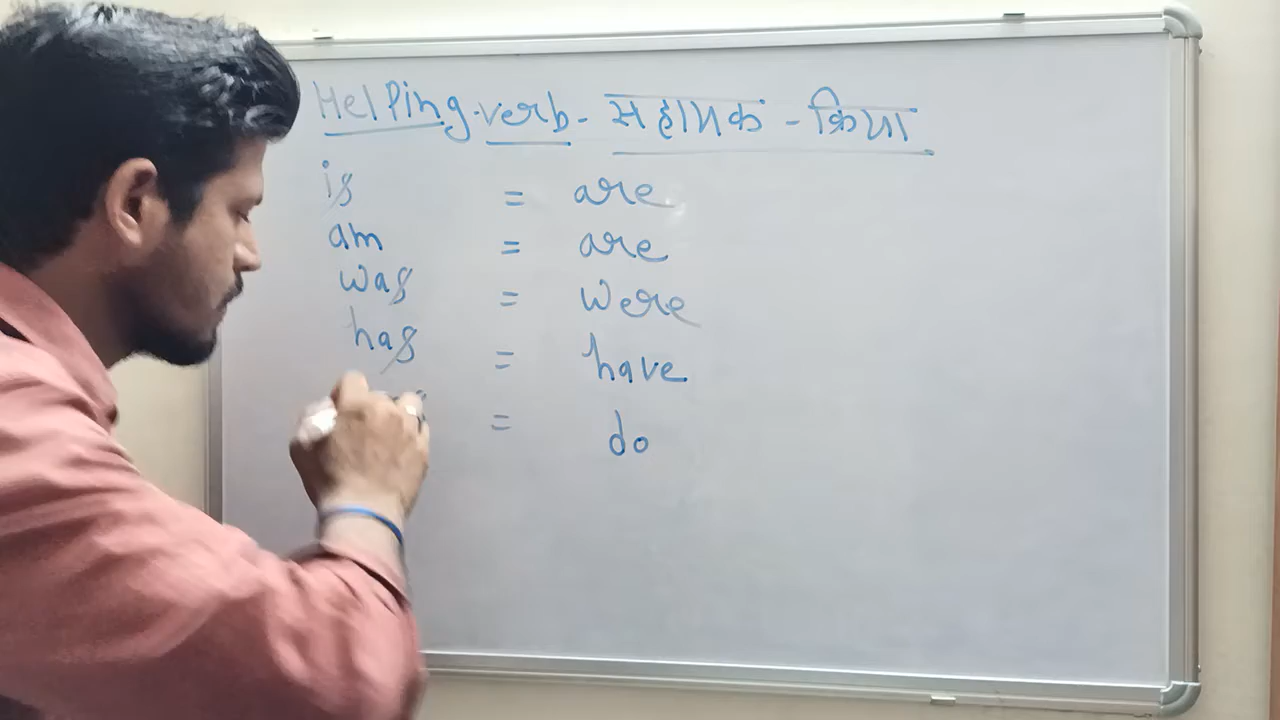 Helping verb - सहायक - क्रिया
is = are
am = are
was = were
has = have
= do